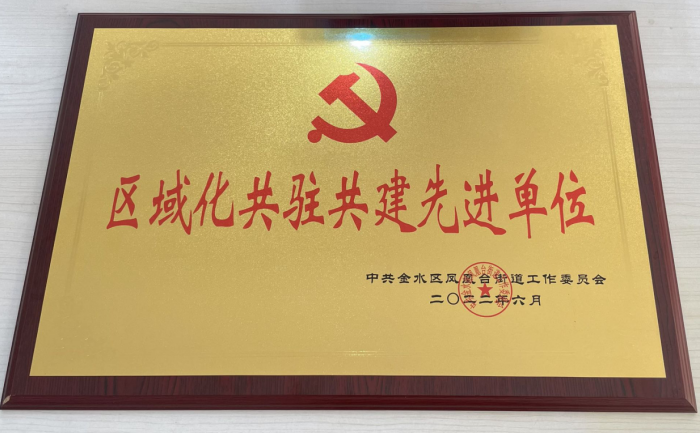 区域化共驻共建先进单位
中共金水区凤凰台街道工作委员会
二〇二二年六月